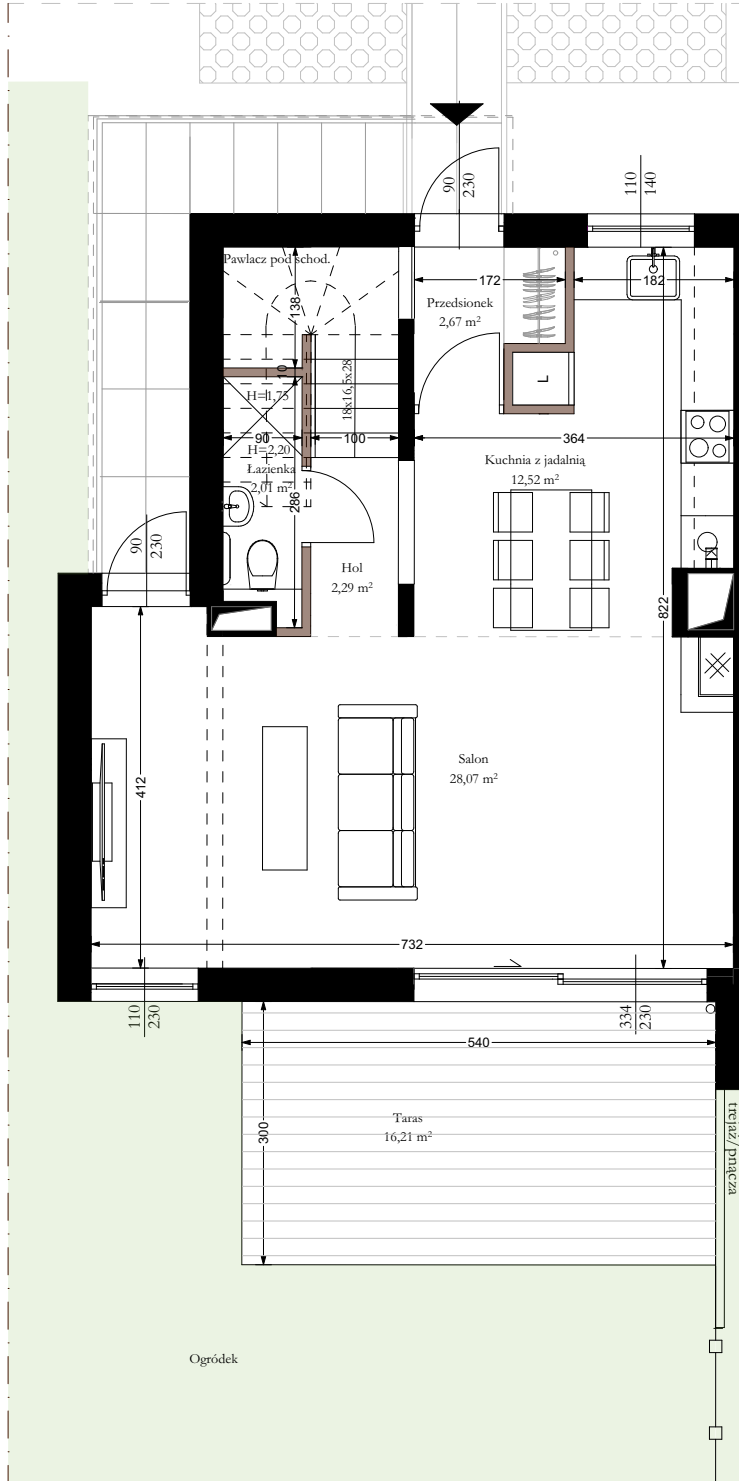 90
230
110
140
Pawlacz pod schod.
172
182
138
Przedsionek
2,67 m²
10
18x16,5x28
L
H=1,75
90
100
364
H=2,20
Łazienka
2,01 m²
286
Kuchnia z jadalnią
12,52 m²
90
230
Hol
2,29 m²
822
Salon
28,07 m²
412
732
110
230
334
230
540
Taras
16,21 m²
300
trejaż/pnącza
Ogródek